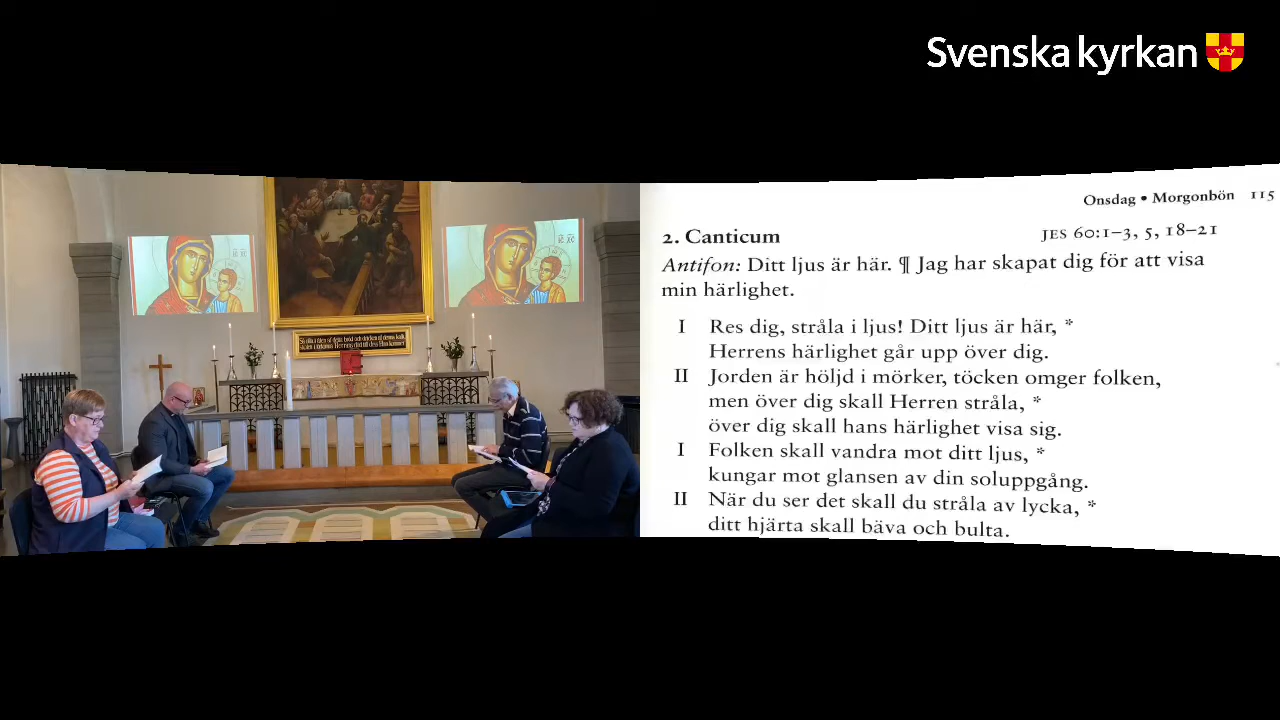 Svenska kyrkan
Onsdag • Morgonbön 115
2. Canticum JES 60:1–3, 5, 18–21
Antifon: Ditt ljus är här. ¶ Jag har skapat dig för att visa
min härlighet.
I Res dig, stråla i ljus! Ditt ljus är här, *
Herrens härlighet går upp över dig.
II Jorden är höljd i mörker, töcken omger folken,
men över dig skall Herren stråla, *
över dig skall hans härlighet visa sig.
I Folken skall vandra mot ditt ljus, *
kungar mot glansen av din soluppgång.
II När du ser det skall du stråla av lycka, *
ditt hjärta skall bäva och bulta.